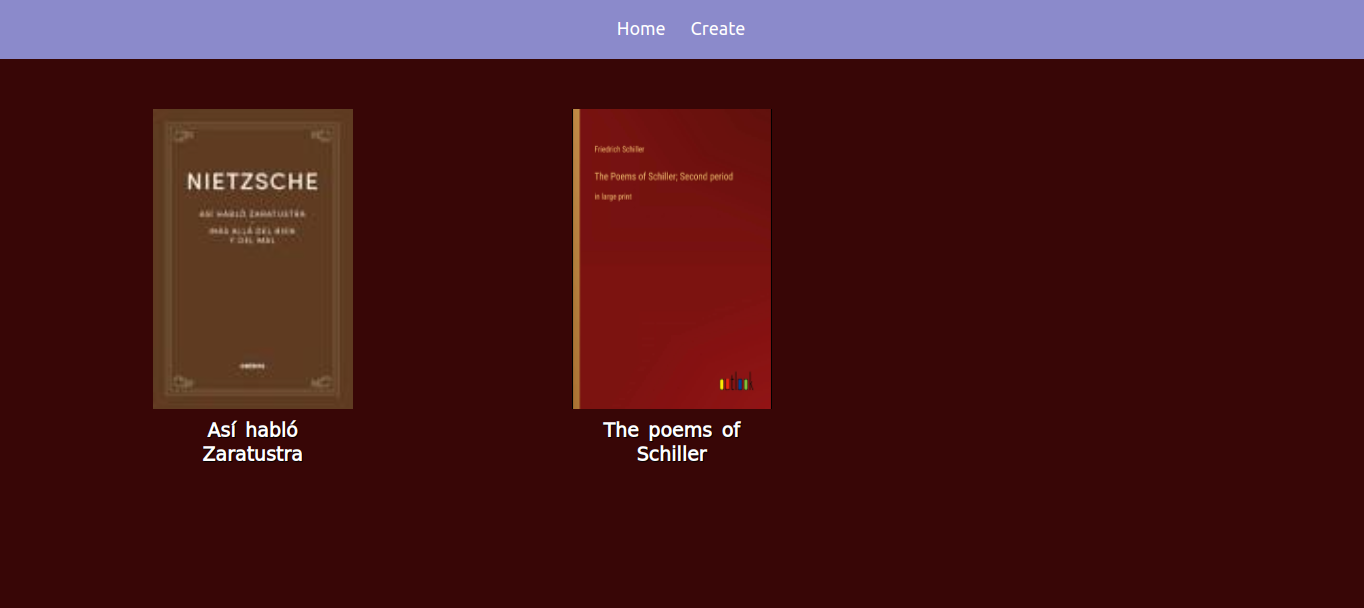 Home Create
NIETZSCHE
ASÍ HABLÓ ZARATUSTRA
MÁS ALLÁ DEL BIEN
Y DEL MAL
Friedrich Schiller
The Poems of Schiller; Second period
in large print
Así habló
Zaratustra
The poems of
Schiller